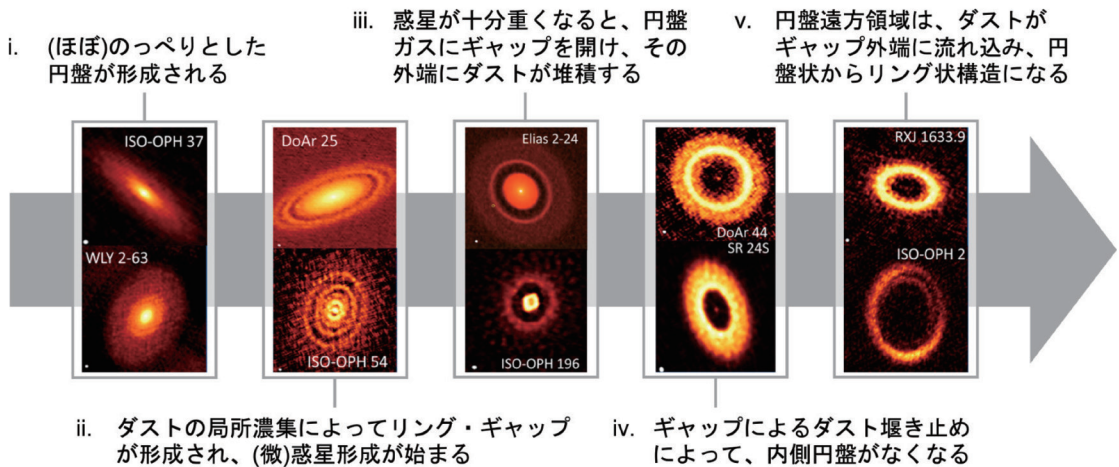 i. (ほぼ)のっぺりとした
円盤が形成される
iii. 惑星が十分重くなると、円盤
ガスにギャップを開け、その
外端にダストが堆積する
v. 円盤遠方領域は、ダストが
ギャップ外端に流れ込み、円
盤状からリング状構造になる
ISO-OPH 37
WLY 2-63
DoAr 25
ISO-OPH 54
Elias 2-24
ISO-OPH 196
DoAr 44
SR 24S
RXJ 1633.9
ISO-OPH 2
ii. ダストの局所濃集によってリング・ギャップ
が形成され、(微)惑星形成が始まる
iv. ギャップによるダスト堰き止め
によって、内側円盤がなくなる